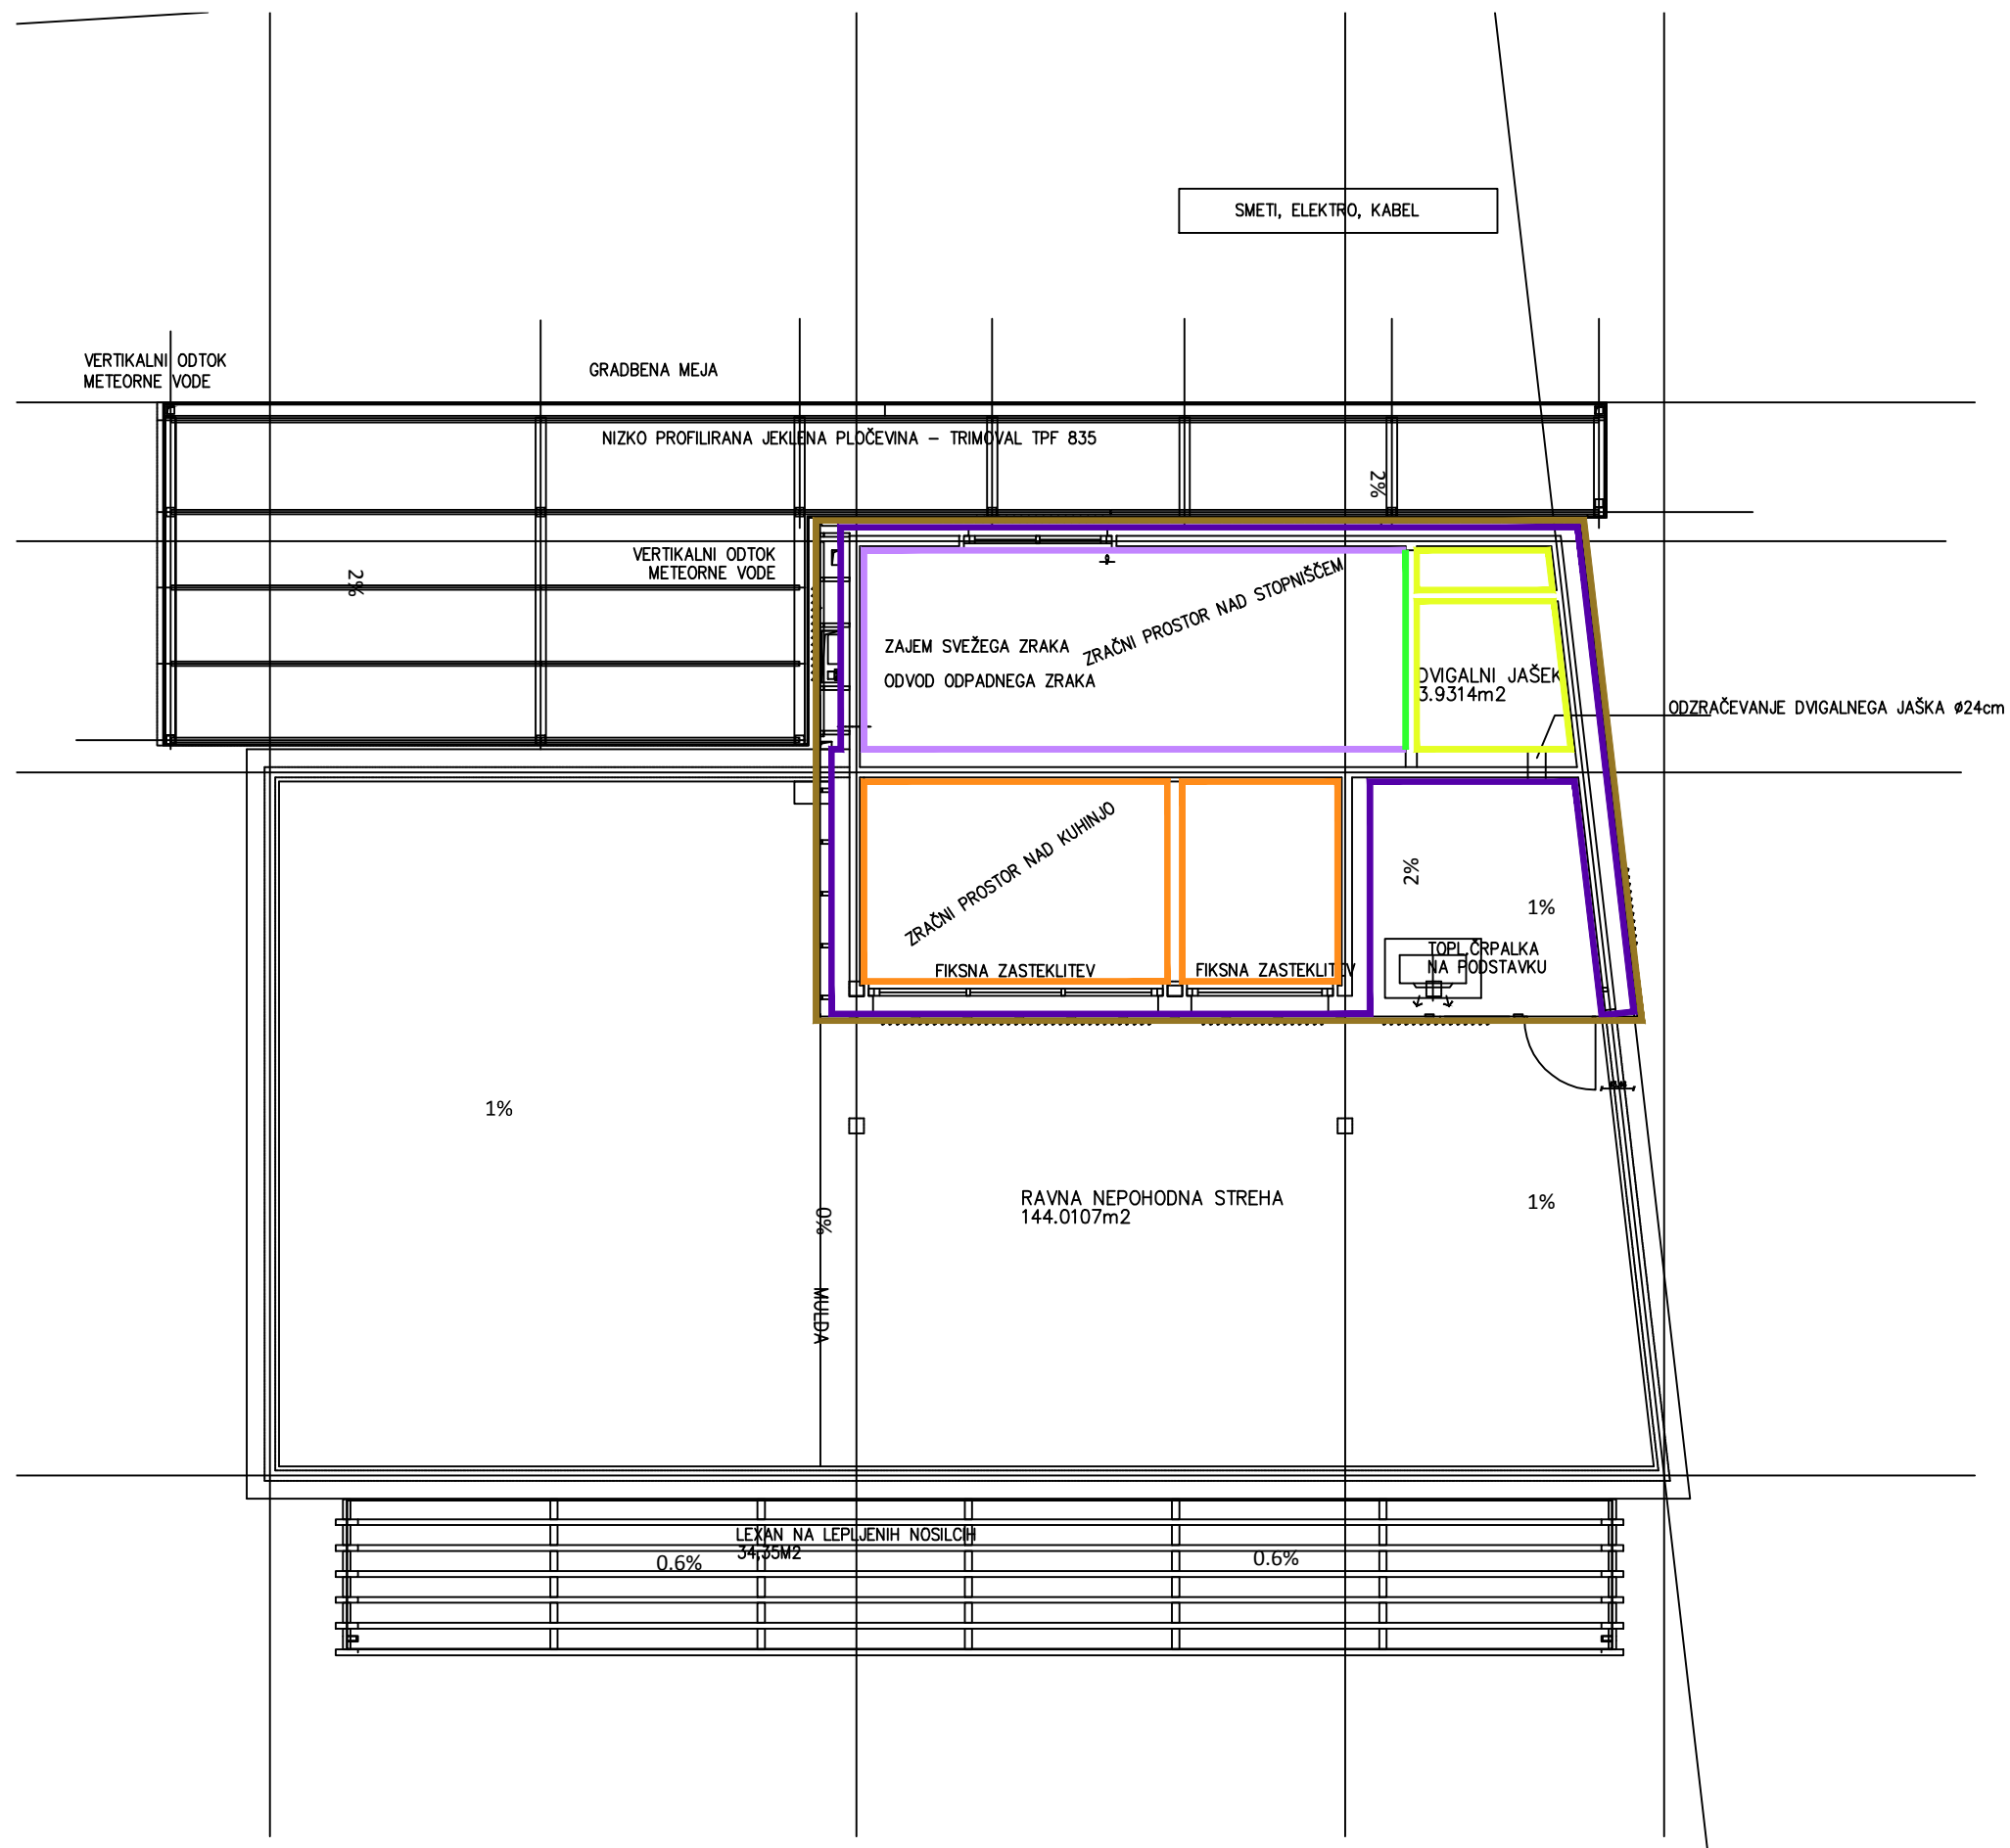 SMETI, ELEKTRO, KABEL
VERTIKALNI ODTOK
METEORNE VODE
GRADBENA MEJA
NIZKO PROFILIRANA JEKLENA PLOČEVINA – TRIMOVAL TPF 835
2%
VERTIKALNI ODTOK
METEORNE VODE
2%
ZRAČNI PROSTOR NAD STOPNIŠČEM
ZAJEM SVEŽEGA ZRAKA
ODVOD ODPADNEGA ZRAKA
DVIGALNI JAŠEK
3.9314m2
ODZRAČEVANJE DVIGALNEGA JAŠKA ø24cm
ZRAČNI PROSTOR NAD KUHINJO
2%
1%
TOPL.ČRPALKA
NA PODSTAVKU
FIKSNA ZASTEKLITEV
FIKSNA ZASTEKLITEV
1%
RAVNA NEPOHODNA STREHA
144.0107m2
1%
0%
MULDA
LEXAN NA LEPLJENIH NOSILCIH
34,35M2
0.6%
0.6%